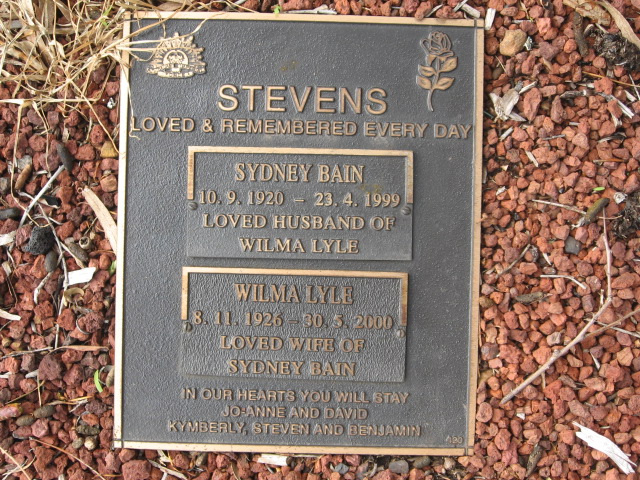 STEVENS
LOVED & REMEMBERED EVERY DAY
SYDNEY BAIN
10. 9. 1920 - 23. 4. 1999
LOVED HUSBAND OF
WILMA LYLE
WILMA LYLE
8. 11. 1926 - 30. 5. 2000
LOVED WIFE OF
SYDNEY BAIN
IN OUR HEARTS YOU WILL STAY
JO-ANNE AND DAVID
KYMBERLY, STEVEN AND BENJAMIN